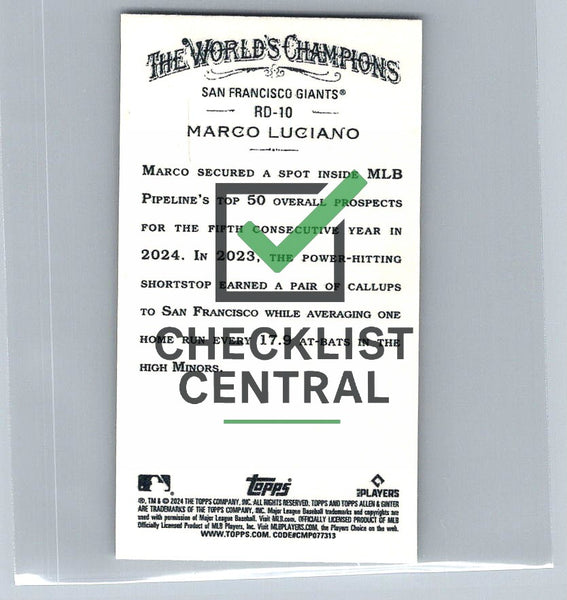 THE WORLD'S CHAMPIONS
SAN FRANCISCO GIANTS®
RD-10
MARCO LUCIANO
MARCO SECURED A SPOT INSIDE MLB
PIPELINE'S TOP 50 OVERALL PROSPECTS
FOR THE FIFTH CONSECUTIVE YEAR IN
2024. IN 2023, THE POWER-HITTING
SHORTSTOP EARNED A PAIR OF CALLUPS
TO SAN FRANCISCO WHILE AVERAGING ONE
HOME RUN EVERY 17.9 AT-BATS IN THE
HIGH MINORS.
CHECKLIST
CENTRAL
topps
MLB PLAYERS
®, TM & © 2024 THE TOPPS COMPANY, INC. ALL RIGHTS RESERVED. TOPPS AND TOPPS ALLEN & GINTER
ARE TRADEMARKS OF THE TOPPS COMPANY, INC. Major League Baseball trademarks and copyrights are
used with permission of Major League Baseball. Visit MLB.com. OFFICIALLY LICENSED PRODUCT OF MLB
Officially Licensed Product of MLB Players, Inc. Visit MLBPLAYERS.COM, the Players Choice on the web.
WWW.TOPPS.COM. CODE#CMP077313